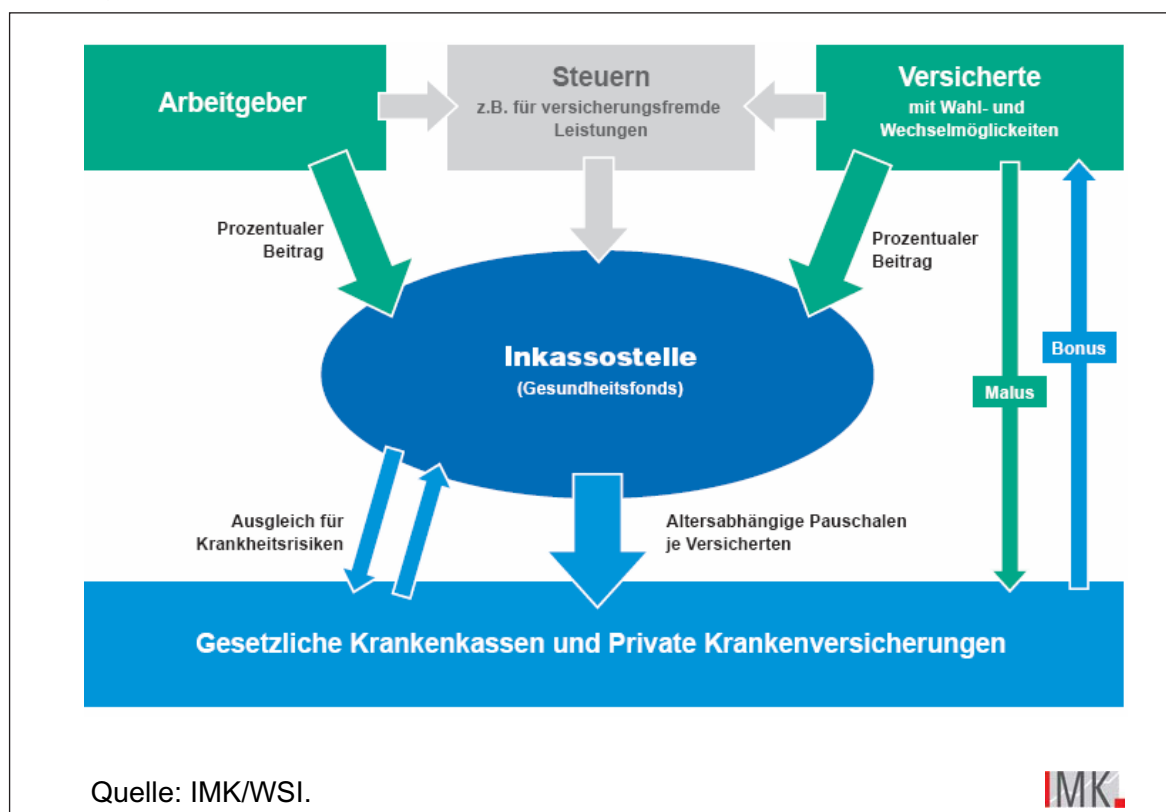 Arbeitgeber
Steuern
z.B. für versicherungsfremde
Leistungen
Versicherte
mit Wahl- und
Wechselmöglickeiten
Prozentualer
Beitrag
Prozentualer
Beitrag
Inkassostelle
(Gesundheitsfonds)
Bonus
Malus
Ausgleich für
Krankheitsrisiken
Altersabhängige Pauschalen
je Versicherten
Gesetzliche Krankenkassen und Private Krankenversicherungen
Quelle: IMK/WSI.
IMK